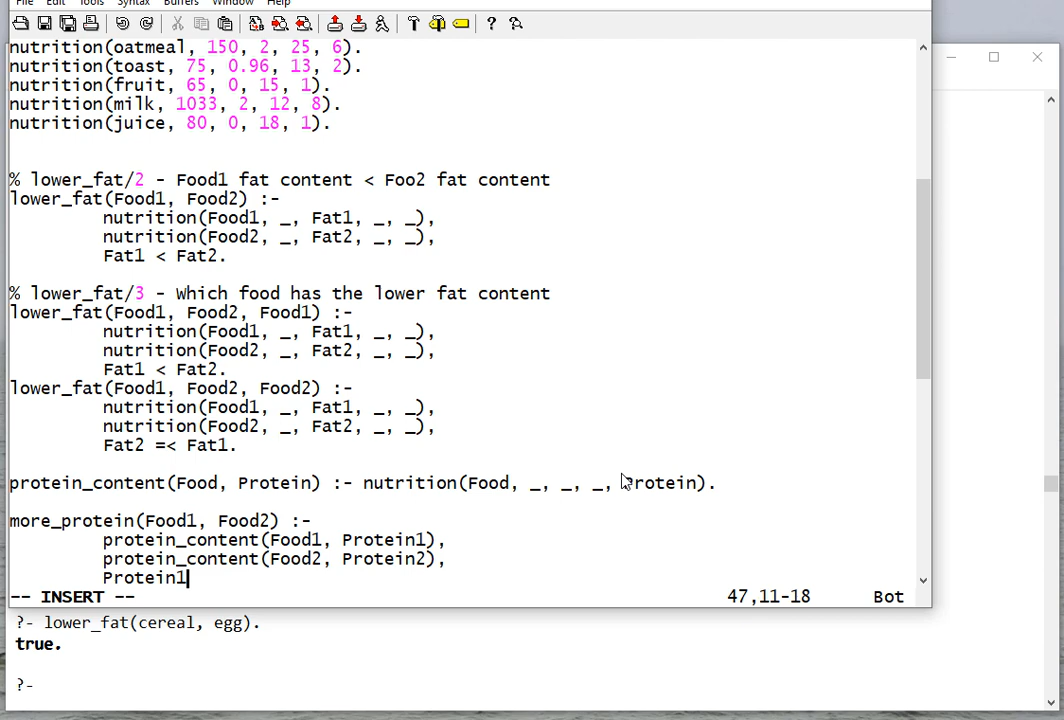 File Edit Tools Syntax Buffers Window Help
nutrition(oatmeal, 150, 2, 25, 6).
nutrition(toast, 75, 0.96, 13, 2).
nutrition(fruit, 65, 0, 15, 1).
nutrition(milk, 1033, 2, 12, 8).
nutrition(juice, 80, 0, 18, 1).
% lower_fat/2 - Food1 fat content < Foo2 fat content
lower_fat(Food1, Food2) :-
nutrition(Food1, _, Fat1, _, _),
nutrition(Food2, _, Fat2, _, _),
Fat1 < Fat2.
% lower_fat/3 - Which food has the lower fat content
lower_fat(Food1, Food2, Food1) :-
nutrition(Food1, _, Fat1, _, _),
nutrition(Food2, _, Fat2, _, _),
Fat1 < Fat2.
lower_fat(Food1, Food2, Food2) :-
nutrition(Food1, _, Fat1, _, _),
nutrition(Food2, _, Fat2, _, _),
Fat2 =< Fat1.
protein_content(Food, Protein) :- nutrition(Food, _, _, _, Protein).
more_protein(Food1, Food2) :-
protein_content(Food1, Protein1),
protein_content(Food2, Protein2),
Protein1
-- INSERT -- 47,11-18 Bot
?- lower_fat(cereal, egg).
true.
?-